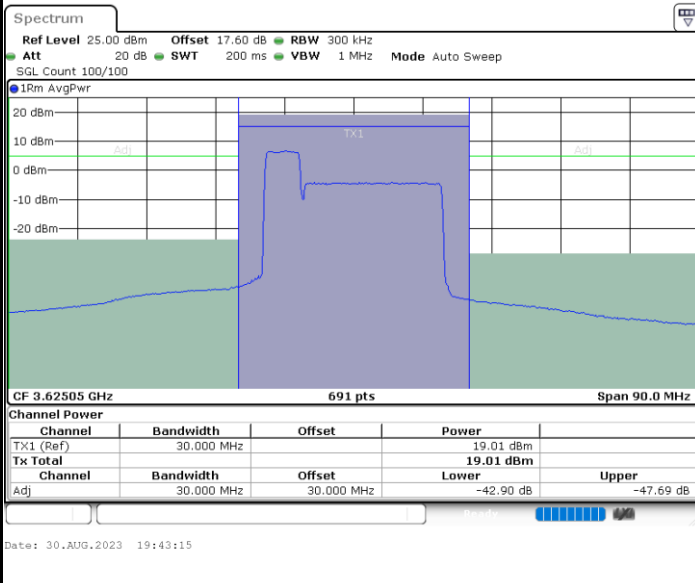 Spectrum
Ref Level 25.00 dBm Offset 17.60 dB RBW 300 kHz
Att 20 dB SWT 200 ms VBW 1 MHz Mode Auto Sweep
SGL Count 100/100
1Rm AvgPwr
20 dBm
TX1
10 dBm
Adj Adj
0 dBm
-10 dBm
-20 dBm
CF 3.62505 GHz 691 pts Span 90.0 MHz
Channel Power
Channel Bandwidth Offset Power
TX1 (Ref) 30.000 MHz 19.01 dBm
Tx Total 19.01 dBm
Channel Bandwidth Offset Lower Upper
Adj 30.000 MHz 30.000 MHz -42.90 dB -47.69 dB
Ready
Date: 30.AUG.2023 19:43:15